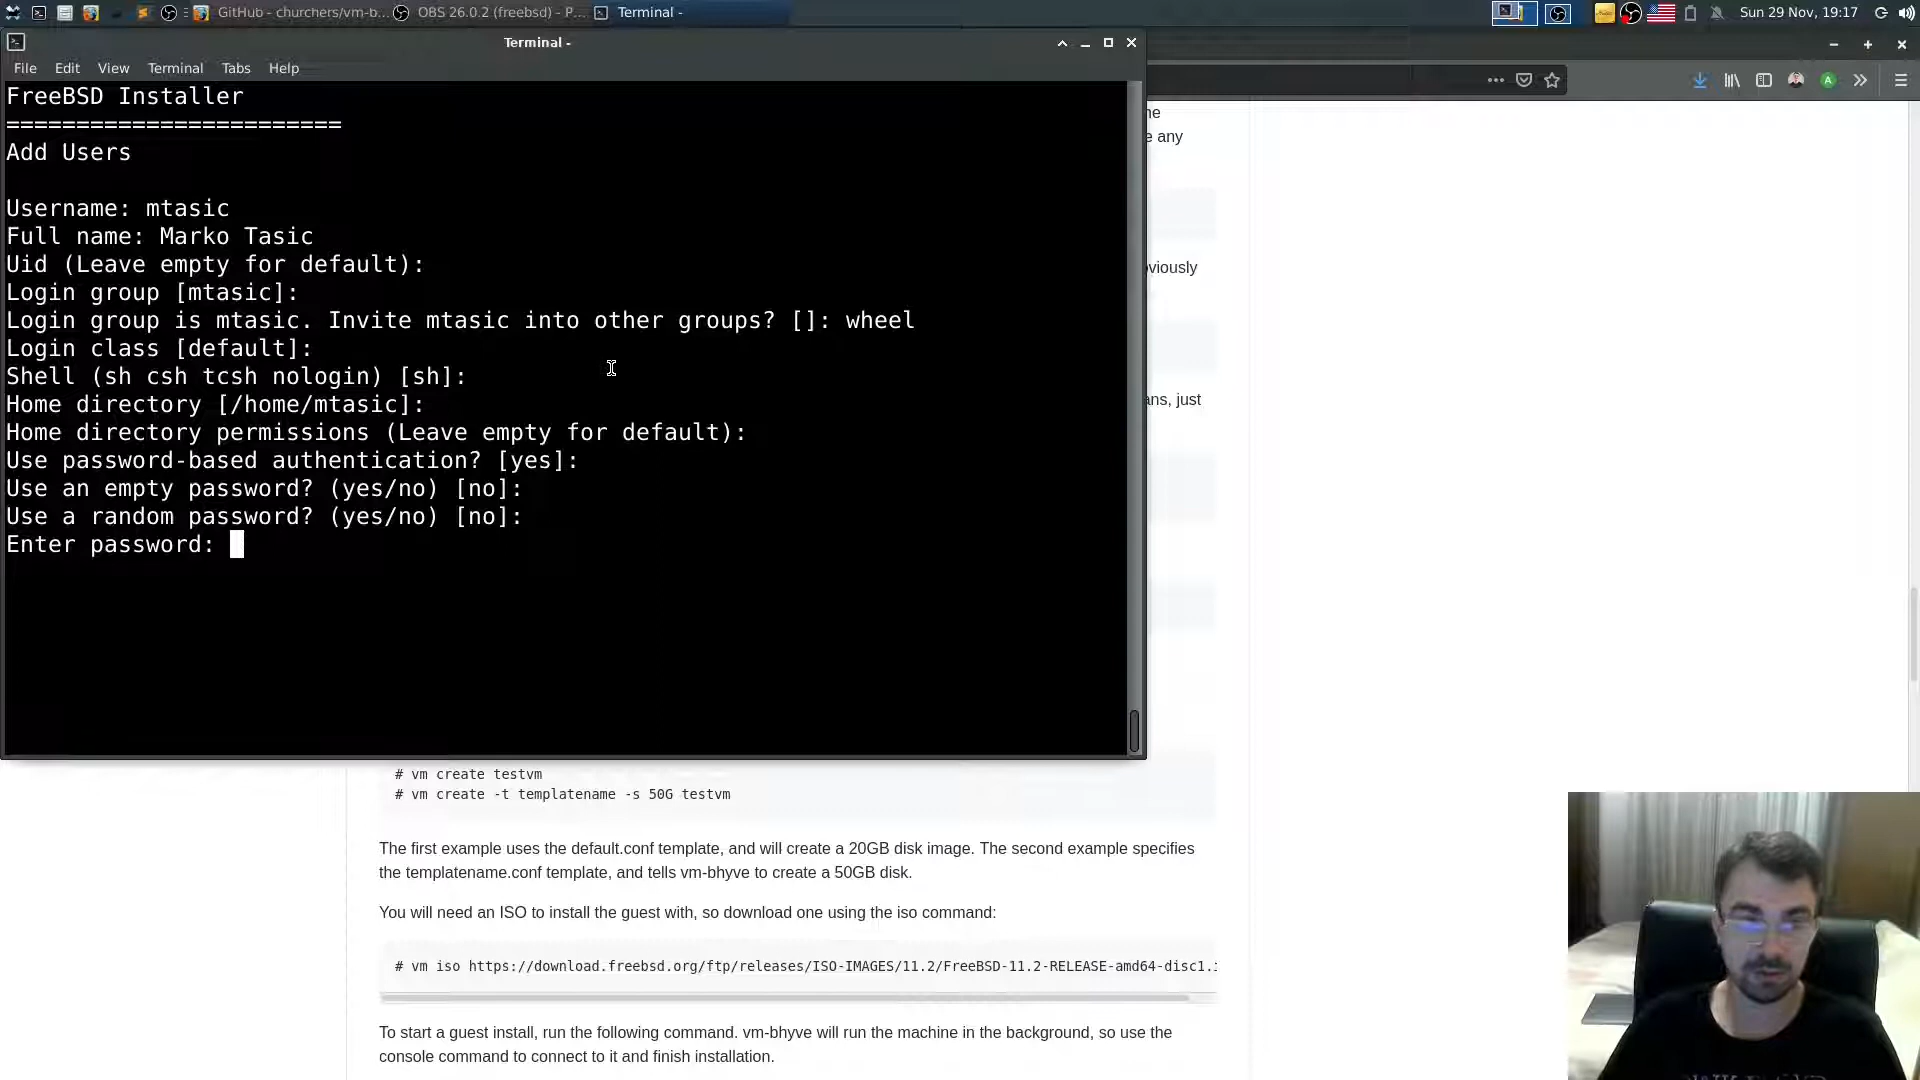 GitHub - churchers/vm-b...
OBS 26.0.2 (freebsd) - P...
Terminal -
Sun 29 Nov, 19:17
Terminal -
File Edit View Terminal Tabs Help
FreeBSD Installer
========================
Add Users
Username: mtasic
Full name: Marko Tasic
Uid (Leave empty for default):
Login group [mtasic]:
Login group is mtasic. Invite mtasic into other groups? []: wheel
Login class [default]:
Shell (sh csh tcsh nologin) [sh]:
Home directory [/home/mtasic]:
Home directory permissions (Leave empty for default):
Use password-based authentication? [yes]:
Use an empty password? (yes/no) [no]:
Use a random password? (yes/no) [no]:
Enter password:
A
any
just
# vm create testvm
# vm create -t templatename -s 50G testvm
The first example uses the default.conf template, and will create a 20GB disk image. The second example specifies
the templatename.conf template, and tells vm-bhyve to create a 50GB disk.
You will need an ISO to install the guest with, so download one using the iso command:
# vm iso https://download.freebsd.org/ftp/releases/ISO-IMAGES/11.2/FreeBSD-11.2-RELEASE-amd64-disc1.
To start a guest install, run the following command. vm-bhyve will run the machine in the background, so use the
console command to connect to it and finish installation.